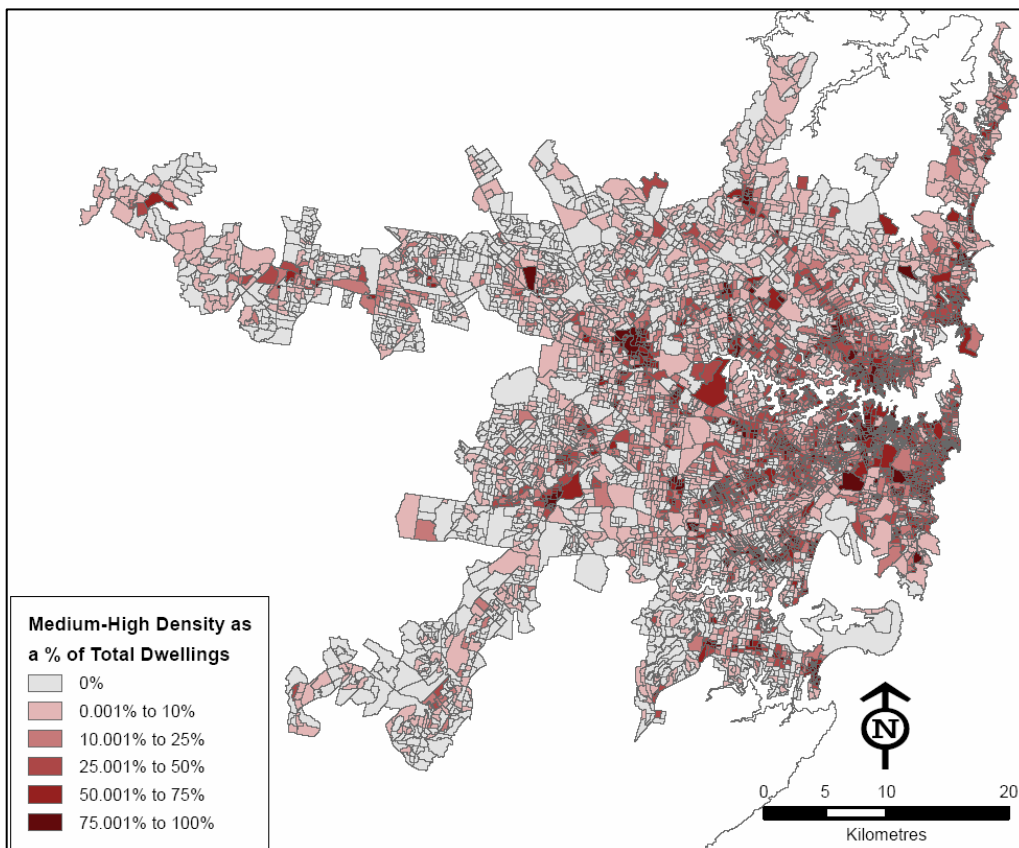 Medium-High Density as
a % of Total Dwellings
0%
0.001% to 10%
10.001% to 25%
25.001% to 50%
50.001% to 75%
75.001% to 100%
N
0 5 10 20
Kilometres